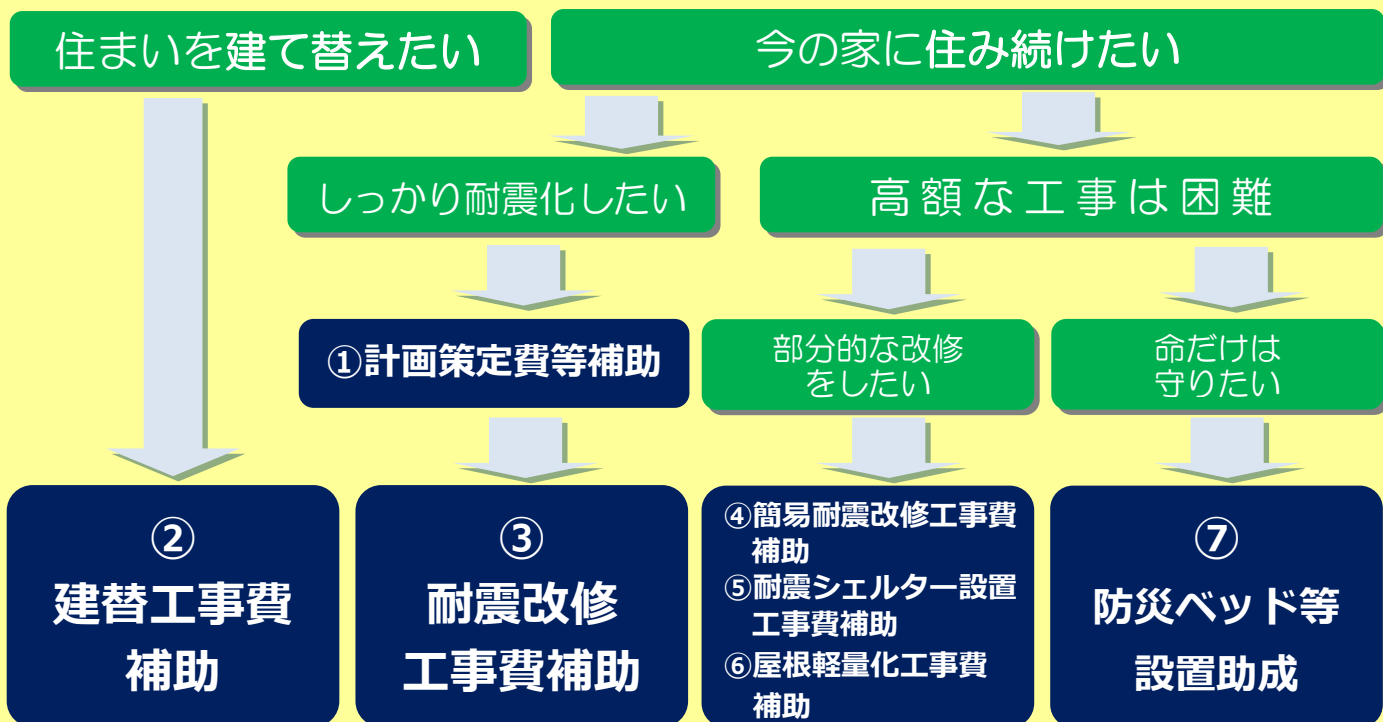 住まいを建て替えたい
今の家に住み続けたい
しっかり耐震化したい
高額な工事は困難
①計画策定費等補助
部分的な改修
をしたい
命だけは
守りたい
②
建替工事費
補助
③
耐震改修
工事費補助
④簡易耐震改修工事費
補助
⑤耐震シェルター設置
工事費補助
⑥屋根軽量化工事費
補助
⑦
防災ベッド等
設置助成